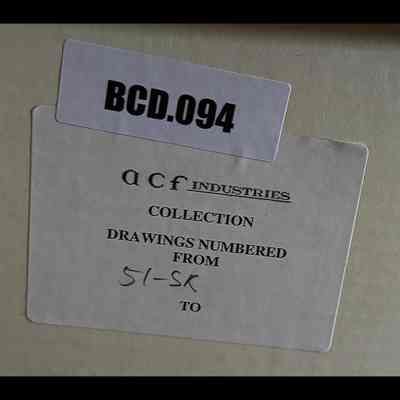 BCD.094
acf INDUSTRIES
COLLECTION
DRAWINGS NUMBERED
FROM
51-SK
TO